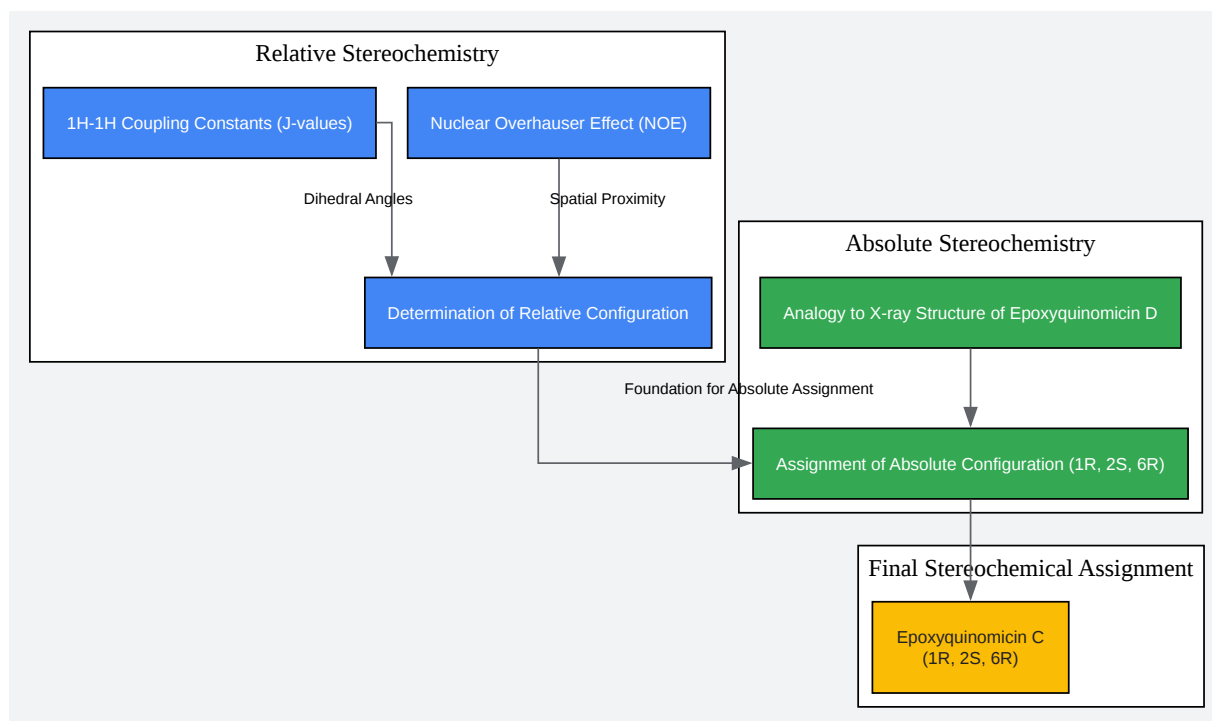 Relative Stereochemistry
1H-1H Coupling Constants (J-values)
Nuclear Overhauser Effect (NOE)
Dihedral Angles
Spatial Proximity
Determination of Relative Configuration
Absolute Stereochemistry
Analogy to X-ray Structure of Epoxyquinomicin D
Foundation for Absolute Assignment
Assignment of Absolute Configuration (1R, 2S, 6R)
Final Stereochemical Assignment
Epoxyquinomicin C
(1R, 2S, 6R)